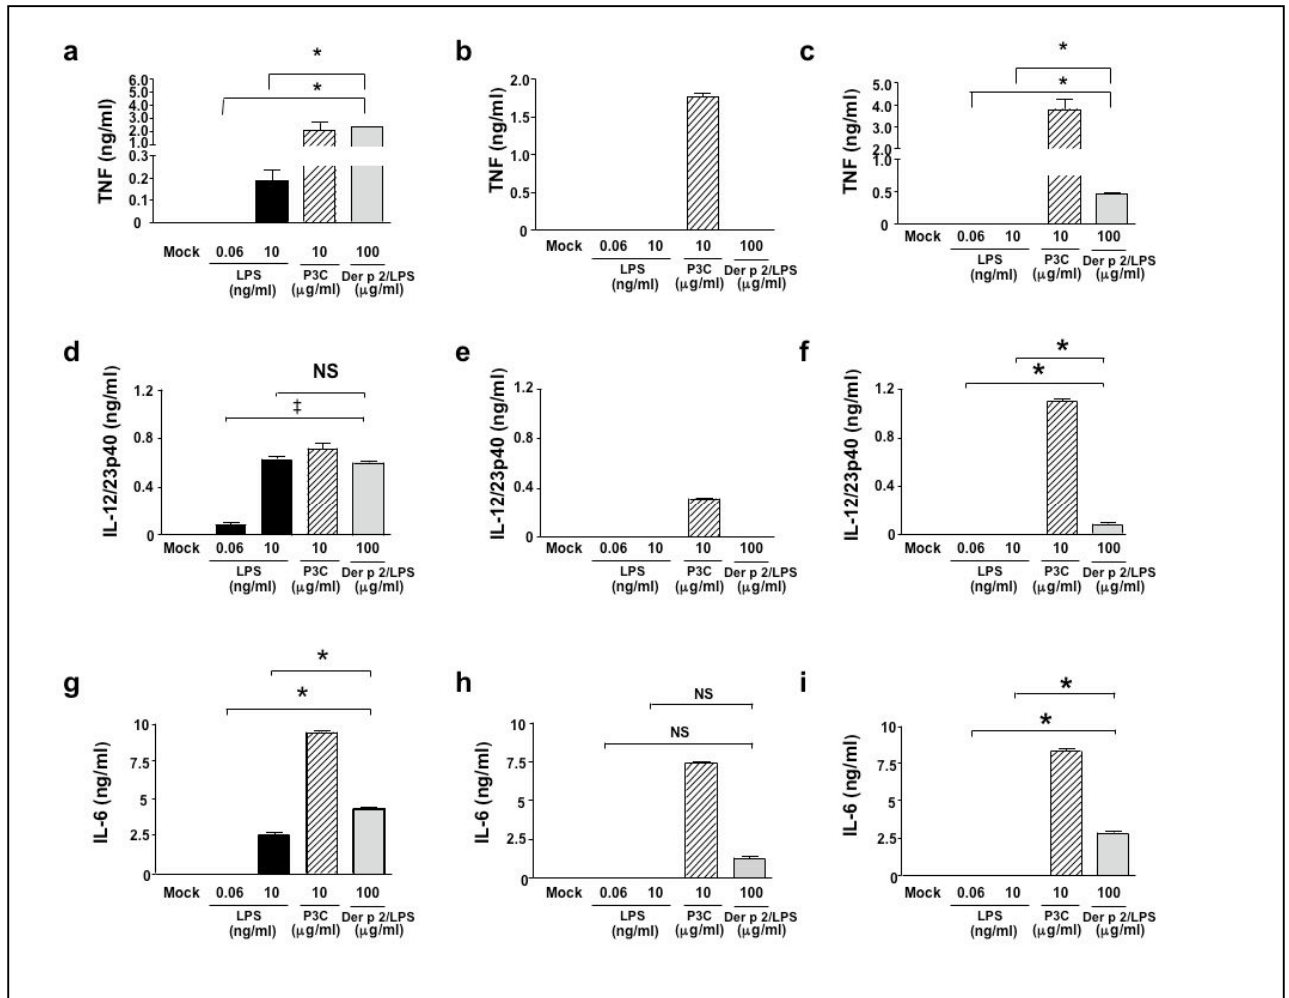 a
*
*
TNF (ng/ml)
6.0
5.0
4.0
3.0
2.0
1.0
0.3
0.2
0.1
0
Mock 0.06 10 10 100
LPS P3C Der p 2/LPS
(ng/ml) (μg/ml) (μg/ml)
b
TNF (ng/ml)
2.0
1.5
1.0
0.5
0
Mock 0.06 10 10 100
LPS P3C Der p 2/LPS
(ng/ml) (μg/ml) (μg/ml)
c
*
*
TNF (ng/ml)
5.0
4.0
3.0
2.0
1.0
0.5
0
Mock 0.06 10 10 100
LPS P3C Der p 2/LPS
(ng/ml) (μg/ml) (μg/ml)
d
NS
‡
IL-12/23p40 (ng/ml)
1.2
0.8
0.4
0
Mock 0.06 10 10 100
LPS P3C Der p 2/LPS
(ng/ml) (μg/ml) (μg/ml)
e
IL-12/23p40 (ng/ml)
1.2
0.8
0.4
0
Mock 0.06 10 10 100
LPS P3C Der p 2/LPS
(ng/ml) (μg/ml) (μg/ml)
f
*
*
IL-12/23p40 (ng/ml)
1.2
0.8
0.4
0
Mock 0.06 10 10 100
LPS P3C Der p 2/LPS
(ng/ml) (μg/ml) (μg/ml)
g
*
*
IL-6 (ng/ml)
10
7.5
5
2.5
0
Mock 0.06 10 10 100
LPS P3C Der p 2/LPS
(ng/ml) (μg/ml) (μg/ml)
h
NS
NS
IL-6 (ng/ml)
10
7.5
5
2.5
0
Mock 0.06 10 10 100
LPS P3C Der p 2/LPS
(ng/ml) (μg/ml) (μg/ml)
i
*
*
IL-6 (ng/ml)
10
7.5
5
2.5
0
Mock 0.06 10 10 100
LPS P3C Der p 2/LPS
(ng/ml) (μg/ml) (μg/ml)